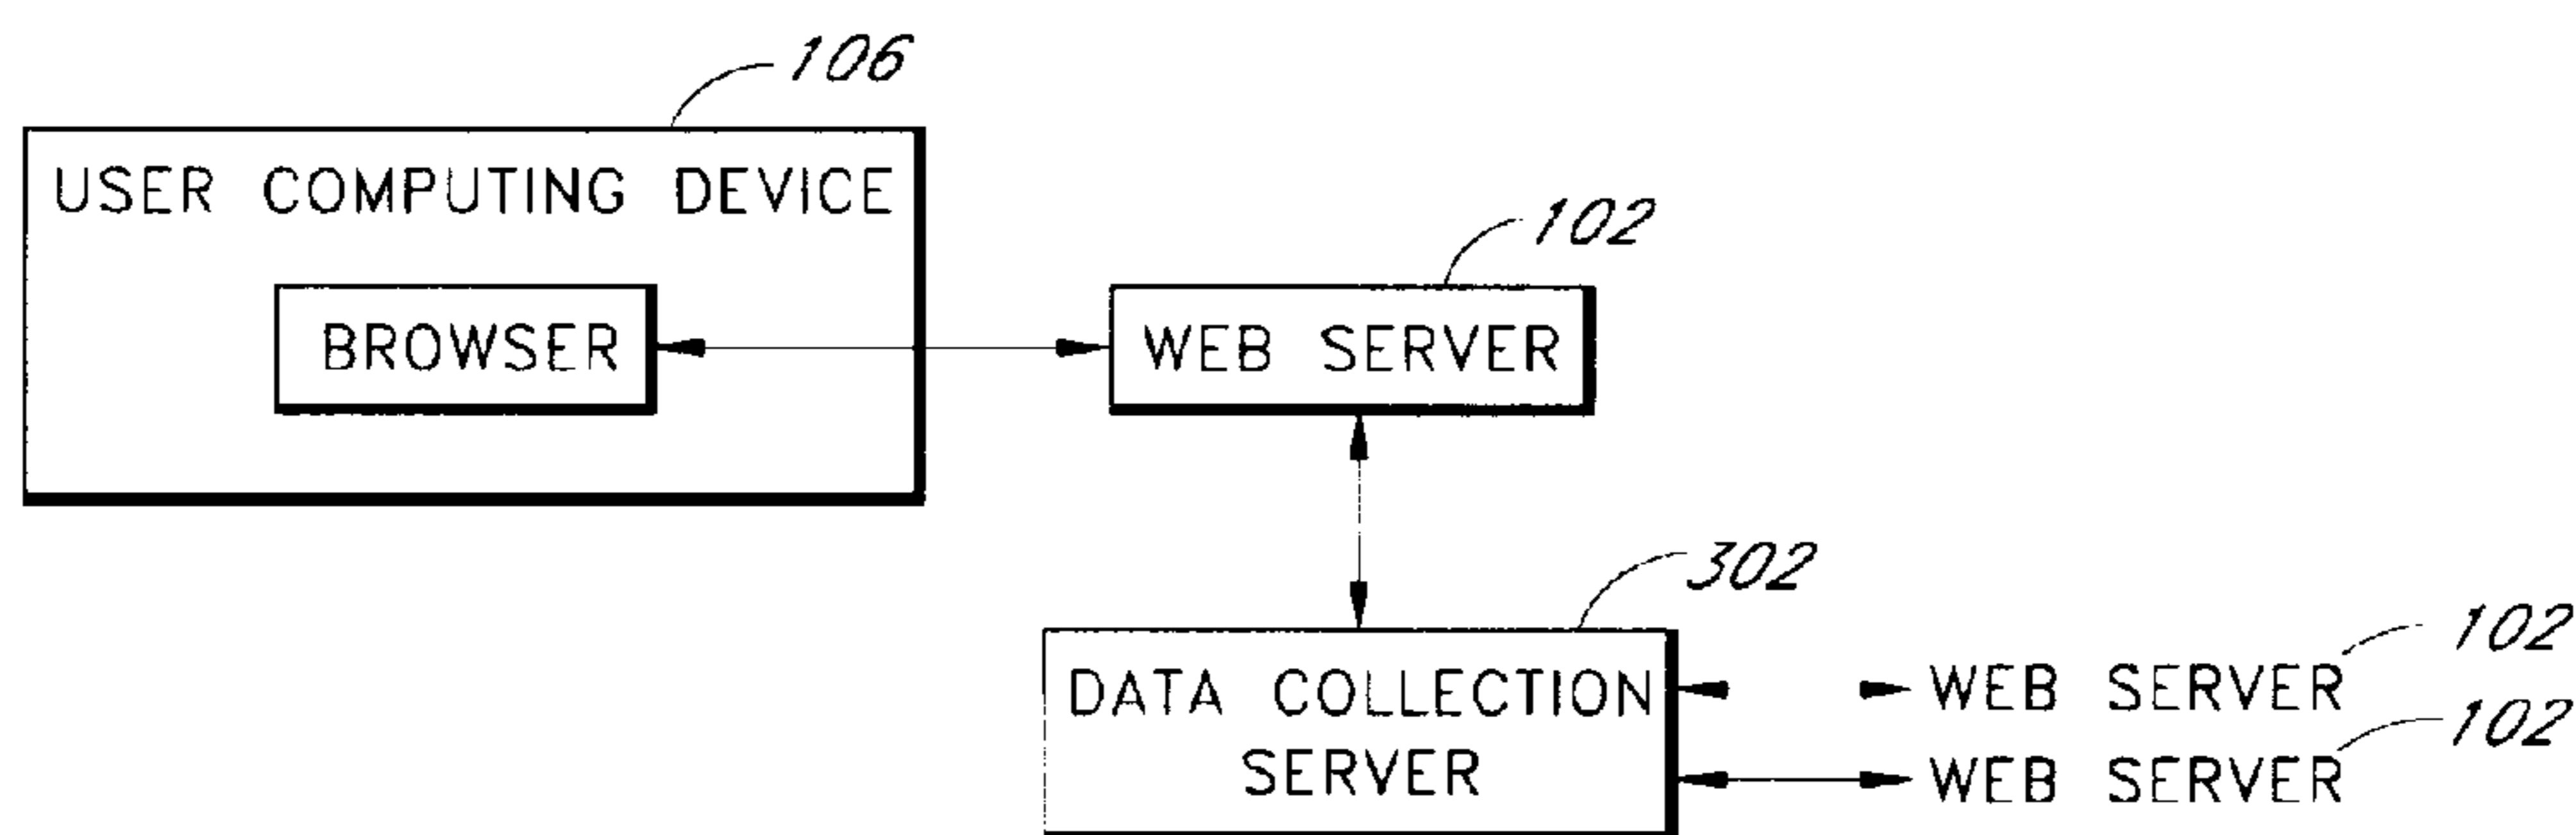 106
USER COMPUTING DEVICE
102
BROWSER
WEB SERVER
302
102
DATA COLLECTION
WEB SERVER
102
SERVER
WEB SERVER